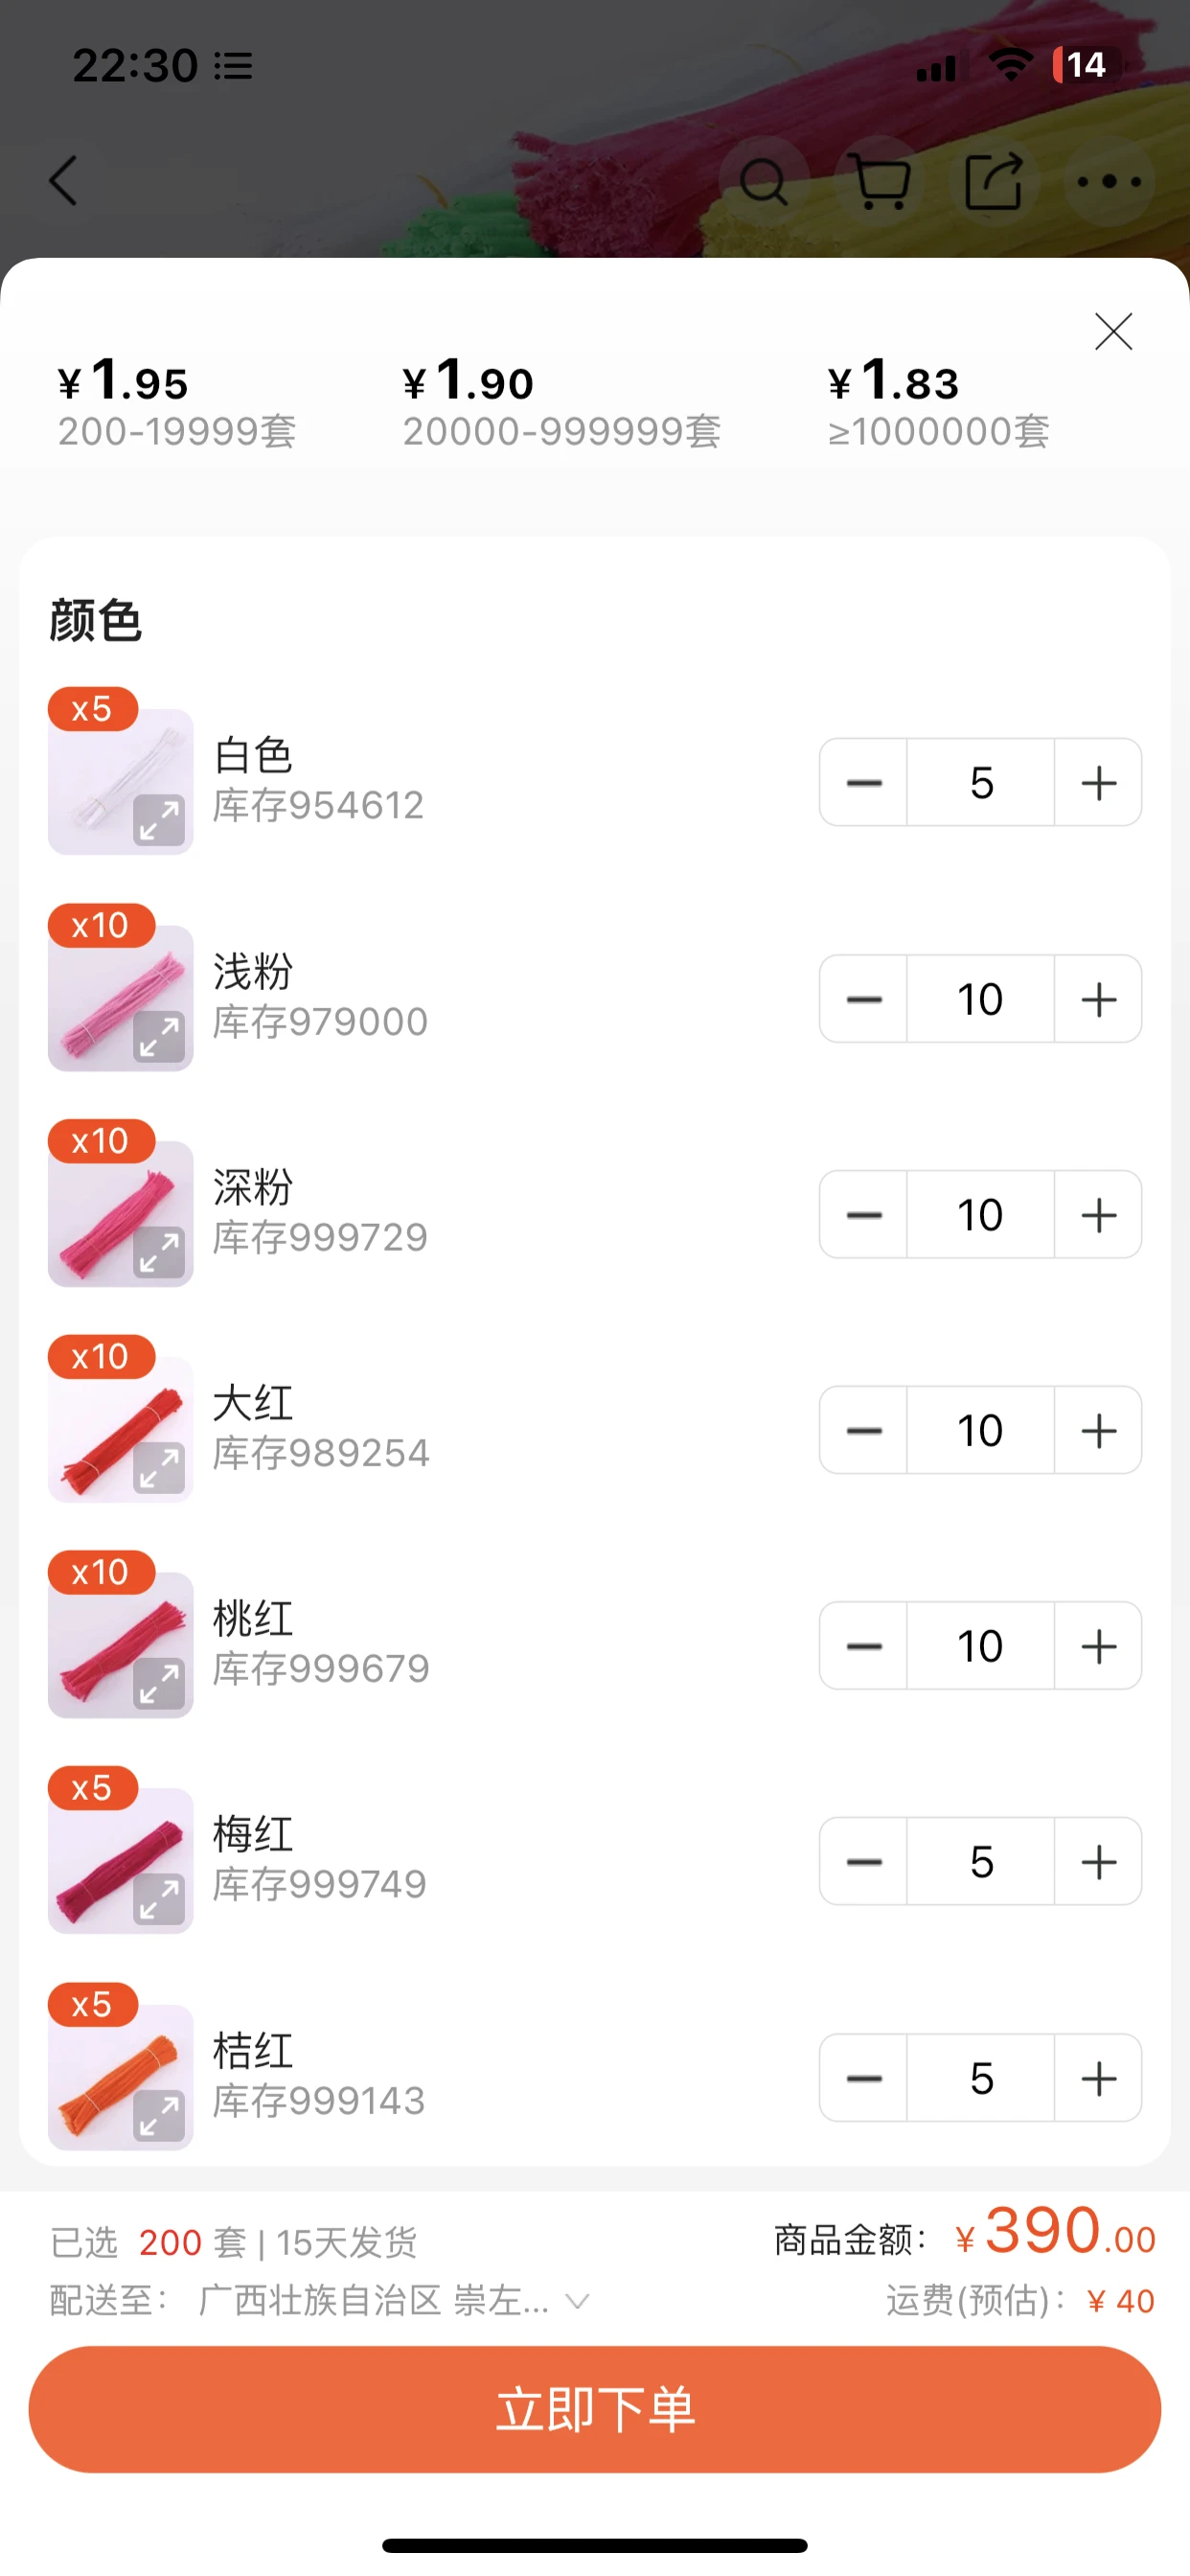 22:30
14
¥1.95
200-19999套
¥1.90
20000-999999套
¥1.83
≥1000000套
颜色
x5
白色
库存954612
5
x10
浅粉
库存979000
10
x10
深粉
库存999729
10
x10
大红
库存989254
10
x10
桃红
库存999679
10
x5
梅红
库存999749
5
x5
桔红
库存999143
5
已选 200 套 | 15天发货
商品金额: ¥390.00
配送至: 广西壮族自治区 崇左...
运费(预估): ¥40
立即下单